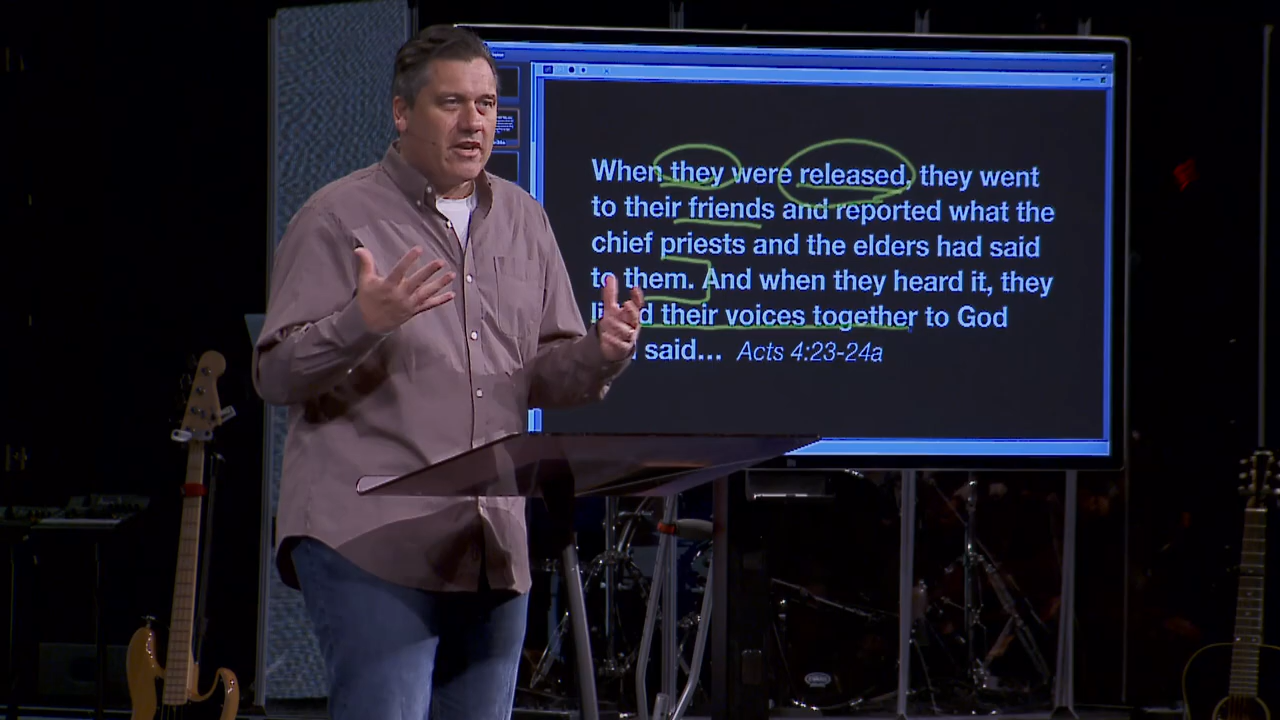 When they were released, they went
to their friends and reported what the
chief priests and the elders had said
to them. And when they heard it, they
their voices together to God
said... Acts 4:23-24a